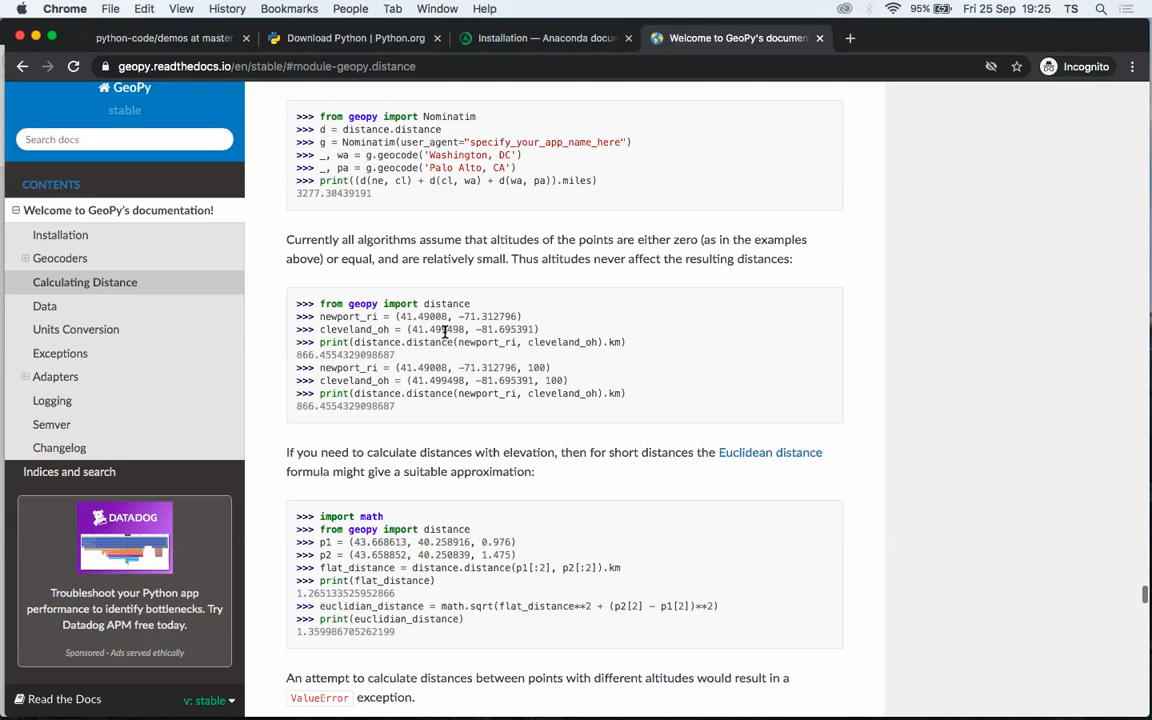 Chrome File Edit View History Bookmarks People Tab Window Help 95% Fri 25 Sep 19:25 TS
python-code/demos at master Download Python | Python.org Installation — Anaconda docu Welcome to GeoPy's documen
geopy.readthedocs.io/en/stable/#module-geopy.distance Incognito
GeoPy
stable
Search docs
CONTENTS
Welcome to GeoPy's documentation!
Installation
Geocoders
Calculating Distance
Data
Units Conversion
Exceptions
Adapters
Logging
Semver
Changelog
Indices and search
DATADOG
Troubleshoot your Python app
performance to identify bottlenecks. Try
Datadog APM free today.
Sponsored · Ads served ethically
Read the Docs v: stable
>>> from geopy import Nominatim
>>> d = distance.distance
>>> g = Nominatim(user_agent="specify_your_app_name_here")
>>> _, wa = g.geocode('Washington, DC')
>>> _, pa = g.geocode('Palo Alto, CA')
>>> print((d(ne, cl) + d(cl, wa) + d(wa, pa)).miles)
3277.30439191
Currently all algorithms assume that altitudes of the points are either zero (as in the examples
above) or equal, and are relatively small. Thus altitudes never affect the resulting distances:
>>> from geopy import distance
>>> newport_ri = (41.49008, -71.312796)
>>> cleveland_oh = (41.499498, -81.695391)
>>> print(distance.distance(newport_ri, cleveland_oh).km)
866.4554329098687
>>> newport_ri = (41.49008, -71.312796, 100)
>>> cleveland_oh = (41.499498, -81.695391, 100)
>>> print(distance.distance(newport_ri, cleveland_oh).km)
866.4554329098687
If you need to calculate distances with elevation, then for short distances the Euclidean distance
formula might give a suitable approximation:
>>> import math
>>> from geopy import distance
>>> p1 = (43.668613, 40.258916, 0.976)
>>> p2 = (43.658852, 40.250839, 1.475)
>>> flat_distance = distance.distance(p1[:2], p2[:2]).km
>>> print(flat_distance)
1.265133525952866
>>> euclidian_distance = math.sqrt(flat_distance**2 + (p2[2] - p1[2])**2)
>>> print(euclidian_distance)
1.359986705262199
An attempt to calculate distances between points with different altitudes would result in a
ValueError exception.